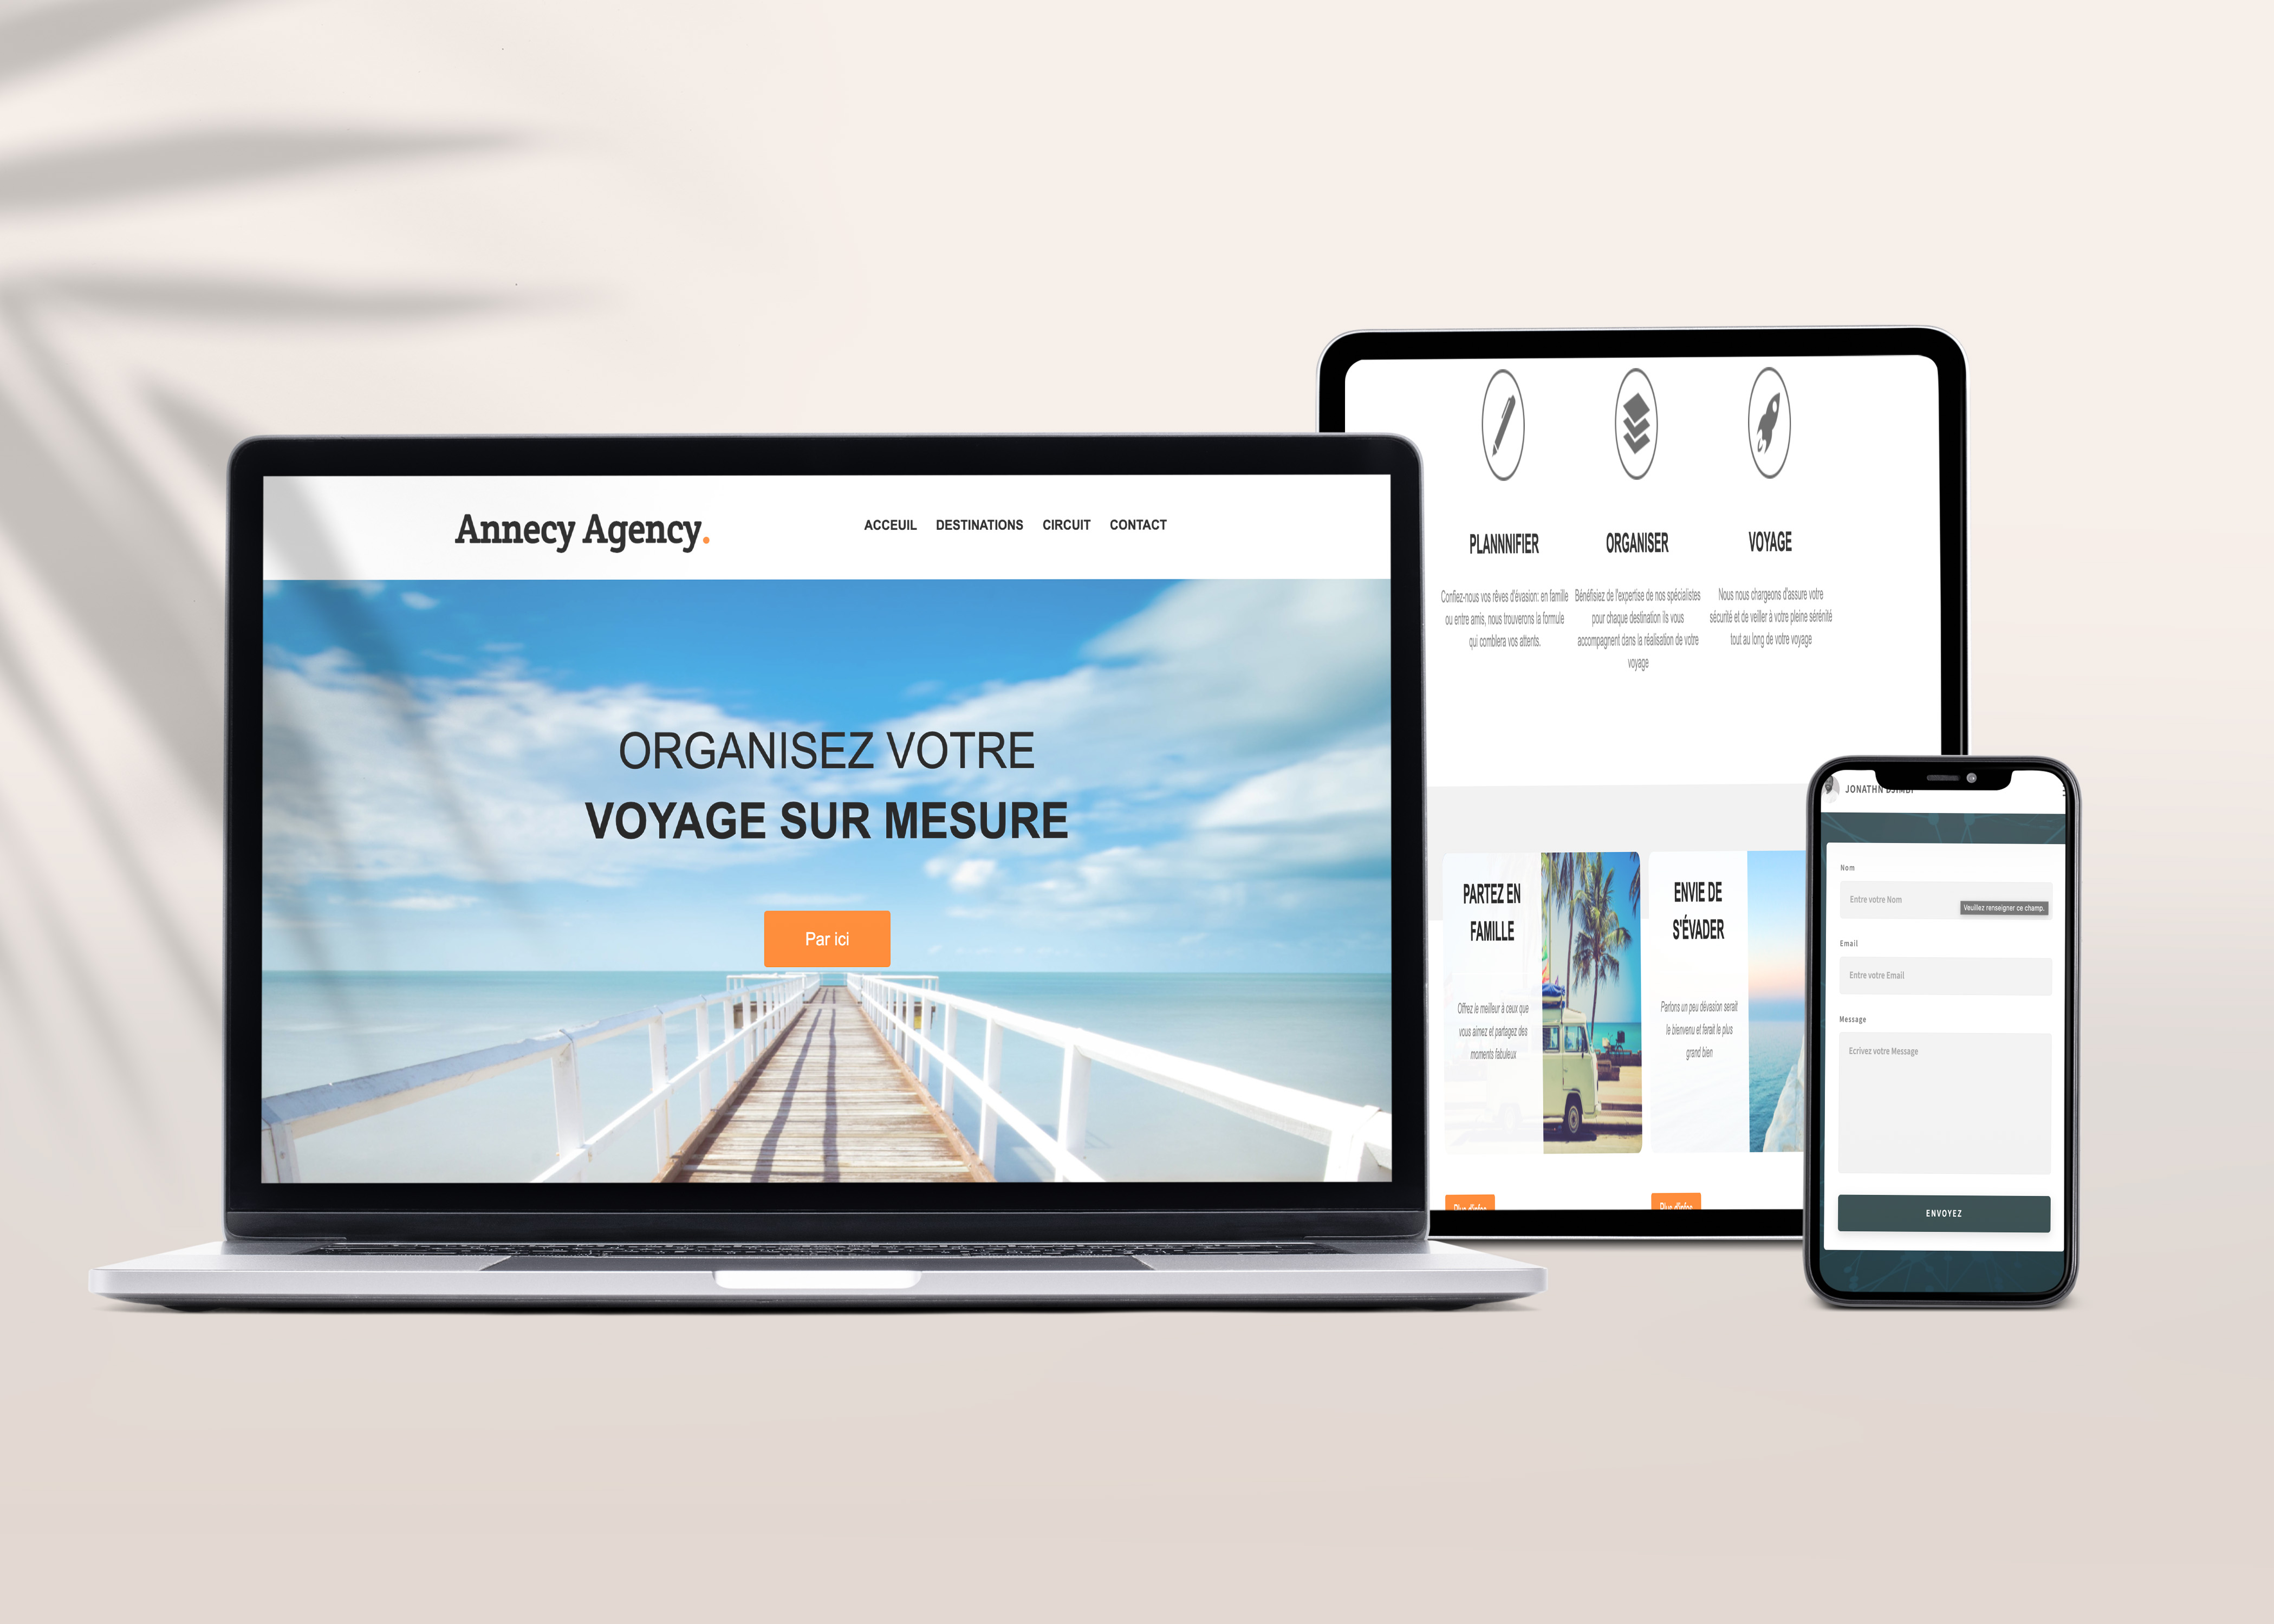 Annecy Agency.
ACCEUIL DESTINATIONS CIRCUIT CONTACT
ORGANISEZ VOTRE
VOYAGE SUR MESURE
Par ici
PLANNNIFIER
Confiez-nous vos rêves d'évasion: en famille
ou entre amis, nous trouverons la formule
qui comblera vos attents.
ORGANISER
Bénéfisiez de l'expertise de nos spécialistes
pour chaque destination ils vous
accompagnent dans la réalisation de votre
voyage
VOYAGE
Nous nous chargeons d'assure votre
sécurité et de veiller à votre pleine sérénité
tout au long de votre voyage
PARTEZ EN
FAMILLE
Offrez le meilleur à ceux que
vous aimez et partagez des
moments fabuleux
Plus d'infos
ENVIE DE
S'ÉVADER
Partons un peu dévasion serait
le bienvenu et ferait le plus
grand bien
Plus d'infos
JONATHN
Nom
Entre votre Nom
Veuillez renseigner ce champ.
Email
Entre votre Email
Message
Ecrivez votre Message
ENVOYEZ